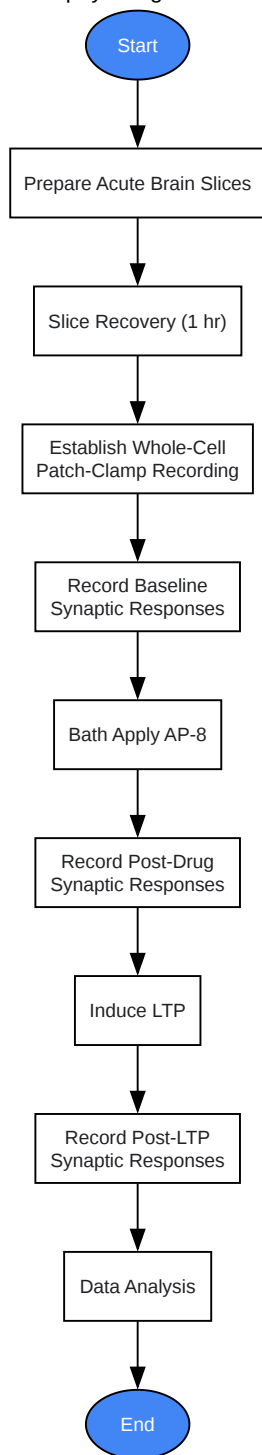 Start
Prepare Acute Brain Slices
Slice Recovery (1 hr)
Establish Whole-Cell
Patch-Clamp Recording
Record Baseline
Synaptic Responses
Bath Apply AP-8
Record Post-Drug
Synaptic Responses
Induce LTP
Record Post-LTP
Synaptic Responses
Data Analysis
End